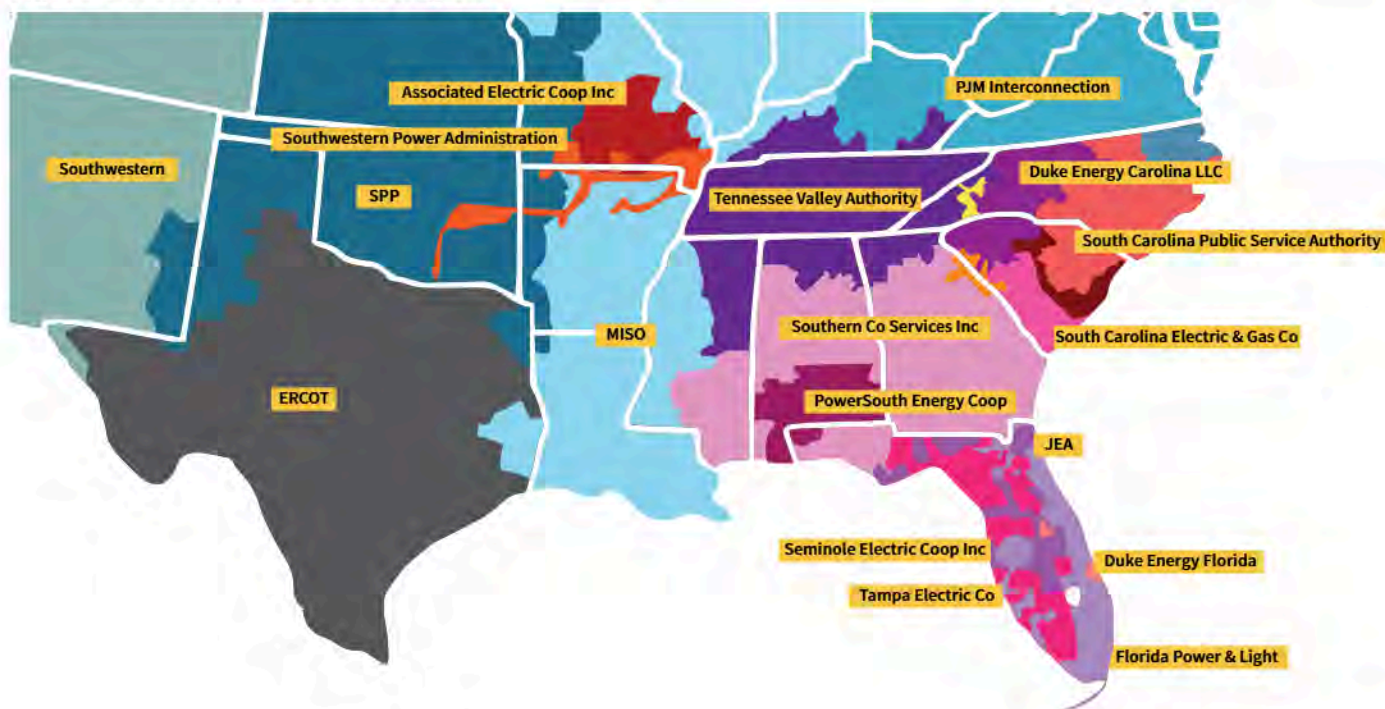 Associated Electric Coop Inc
PJM Interconnection
Southwestern Power Administration
Southwestern
Duke Energy Carolina LLC
SPP
Tennessee Valley Authority
South Carolina Public Service Authority
MISO
Southern Co Services Inc
South Carolina Electric & Gas Co
ERCOT
PowerSouth Energy Coop
JEA
Seminole Electric Coop Inc
Duke Energy Florida
Tampa Electric Co
Florida Power & Light